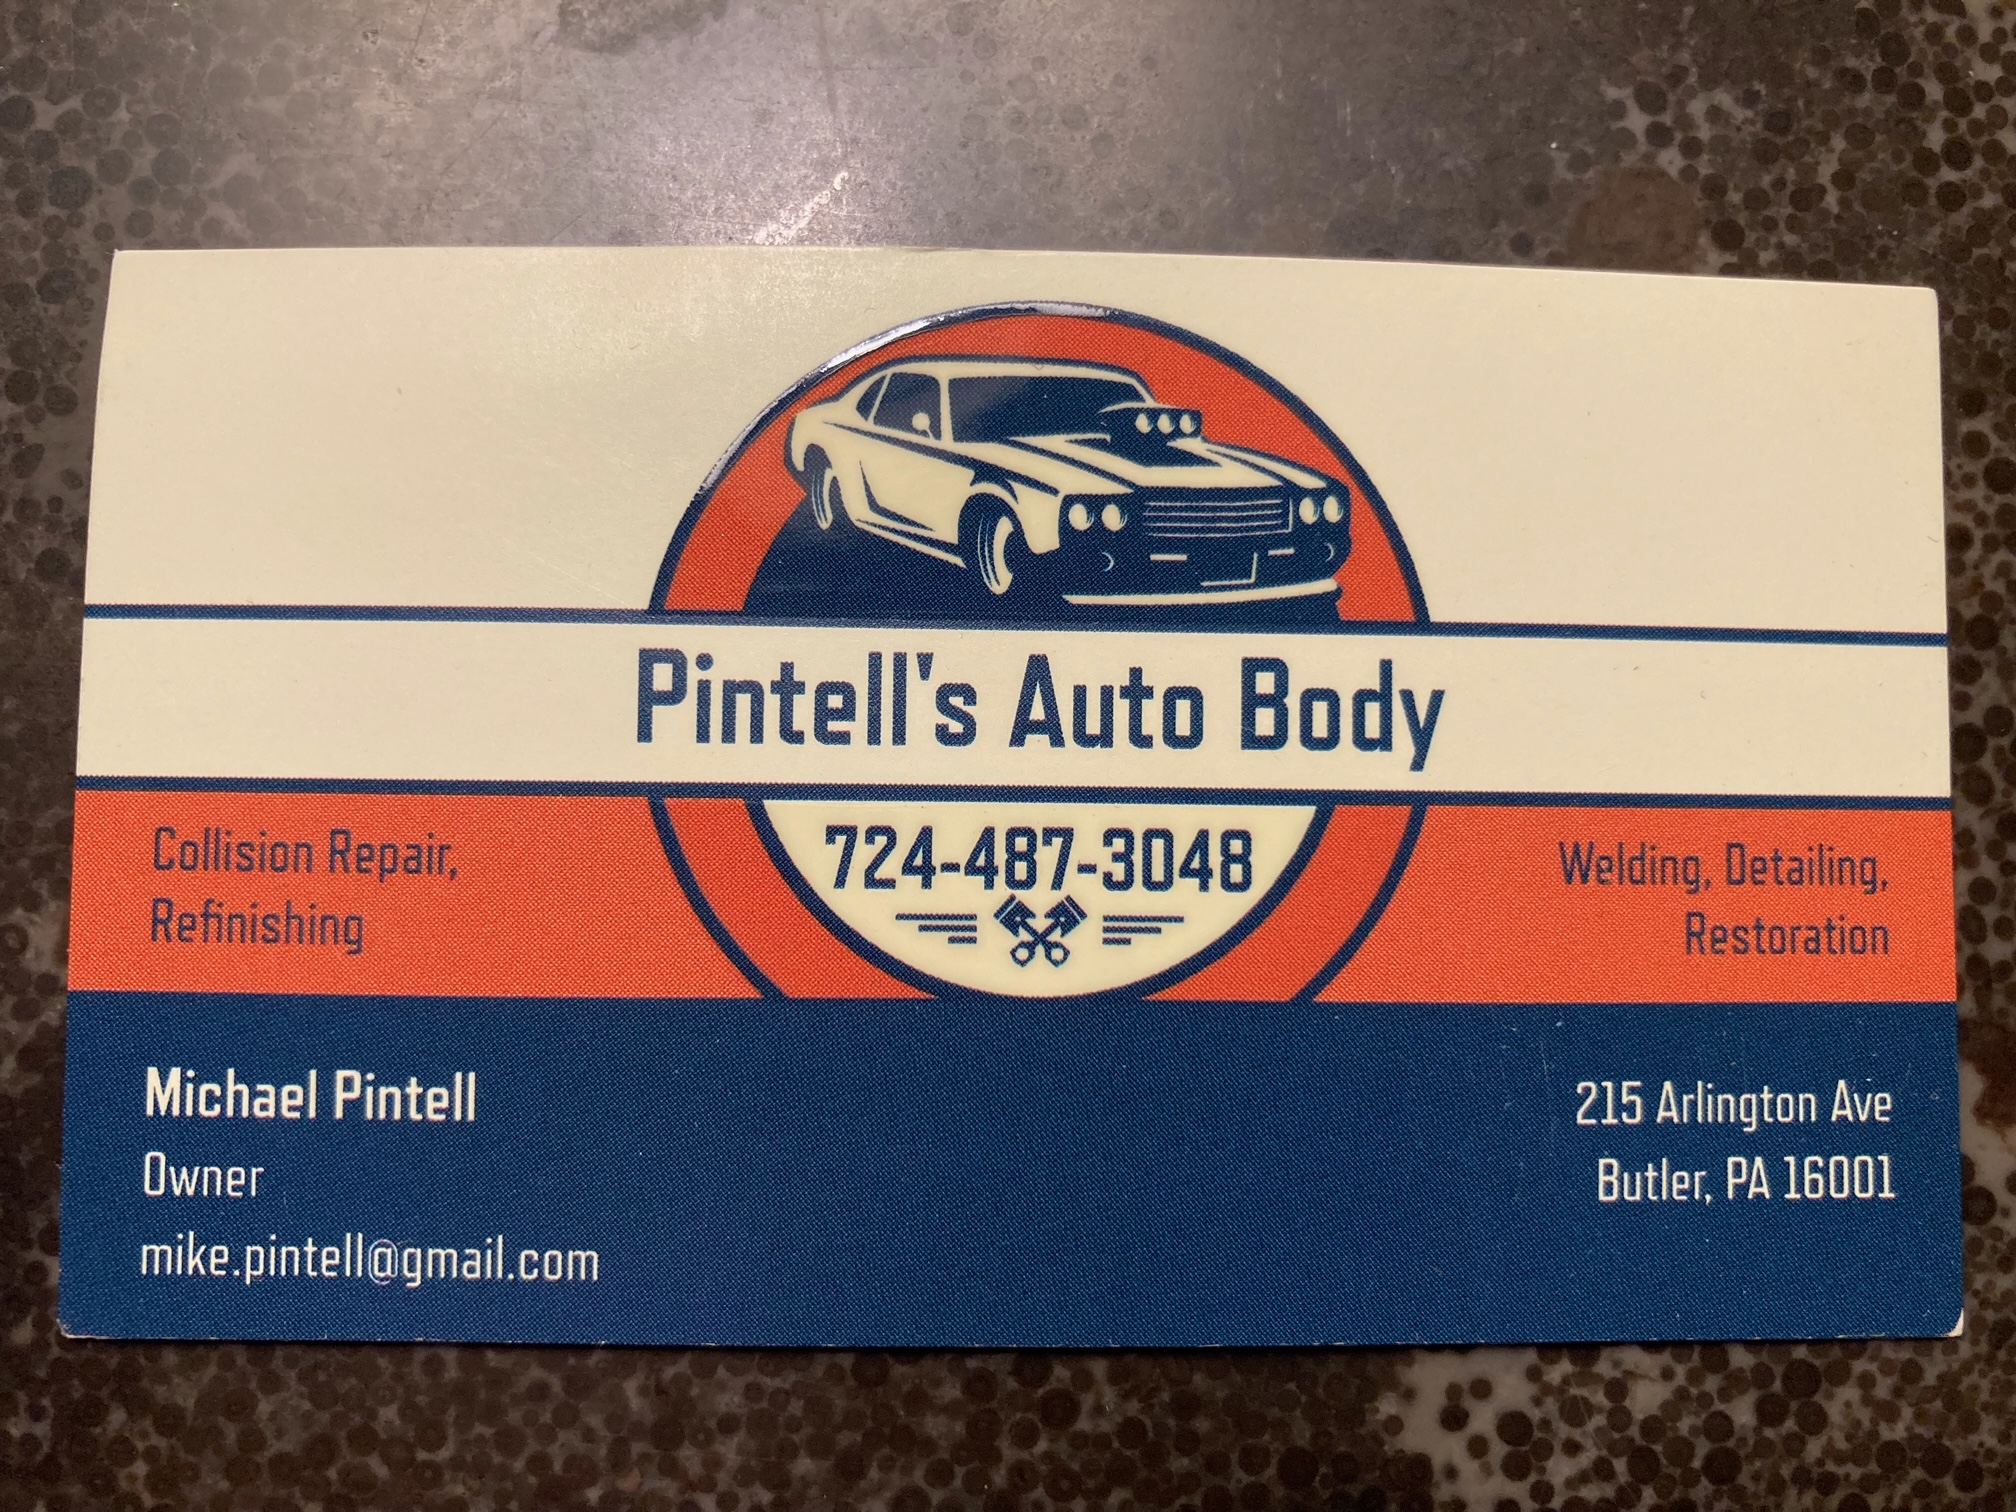 Pintell's Auto Body
724-487-3048
Collision Repair,
Refinishing
Welding, Detailing,
Restoration
Michael Pintell
Owner
mike.pintell@gmail.com
215 Arlington Ave
Butler, PA 16001